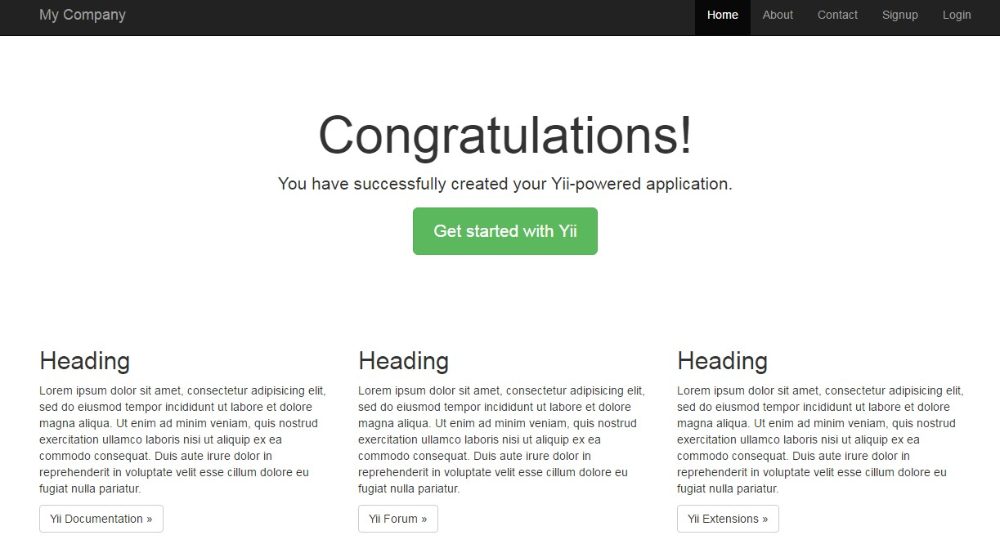 My Company
Home About Contact Signup Login
Congratulations!
You have successfully created your Yii-powered application.
Get started with Yii
Heading
Lorem ipsum dolor sit amet, consectetur adipisicing elit,
sed do eiusmod tempor incididunt ut labore et dolore
magna aliqua. Ut enim ad minim veniam, quis nostrud
exercitation ullamco laboris nisi ut aliquip ex ea
commodo consequat. Duis aute irure dolor in
reprehenderit in voluptate velit esse cillum dolore eu
fugiat nulla pariatur.
Yii Documentation »
Heading
Lorem ipsum dolor sit amet, consectetur adipisicing elit,
sed do eiusmod tempor incididunt ut labore et dolore
magna aliqua. Ut enim ad minim veniam, quis nostrud
exercitation ullamco laboris nisi ut aliquip ex ea
commodo consequat. Duis aute irure dolor in
reprehenderit in voluptate velit esse cillum dolore eu
fugiat nulla pariatur.
Yii Forum »
Heading
Lorem ipsum dolor sit amet, consectetur adipisicing elit,
sed do eiusmod tempor incididunt ut labore et dolore
magna aliqua. Ut enim ad minim veniam, quis nostrud
exercitation ullamco laboris nisi ut aliquip ex ea
commodo consequat. Duis aute irure dolor in
reprehenderit in voluptate velit esse cillum dolore eu
fugiat nulla pariatur.
Yii Extensions »